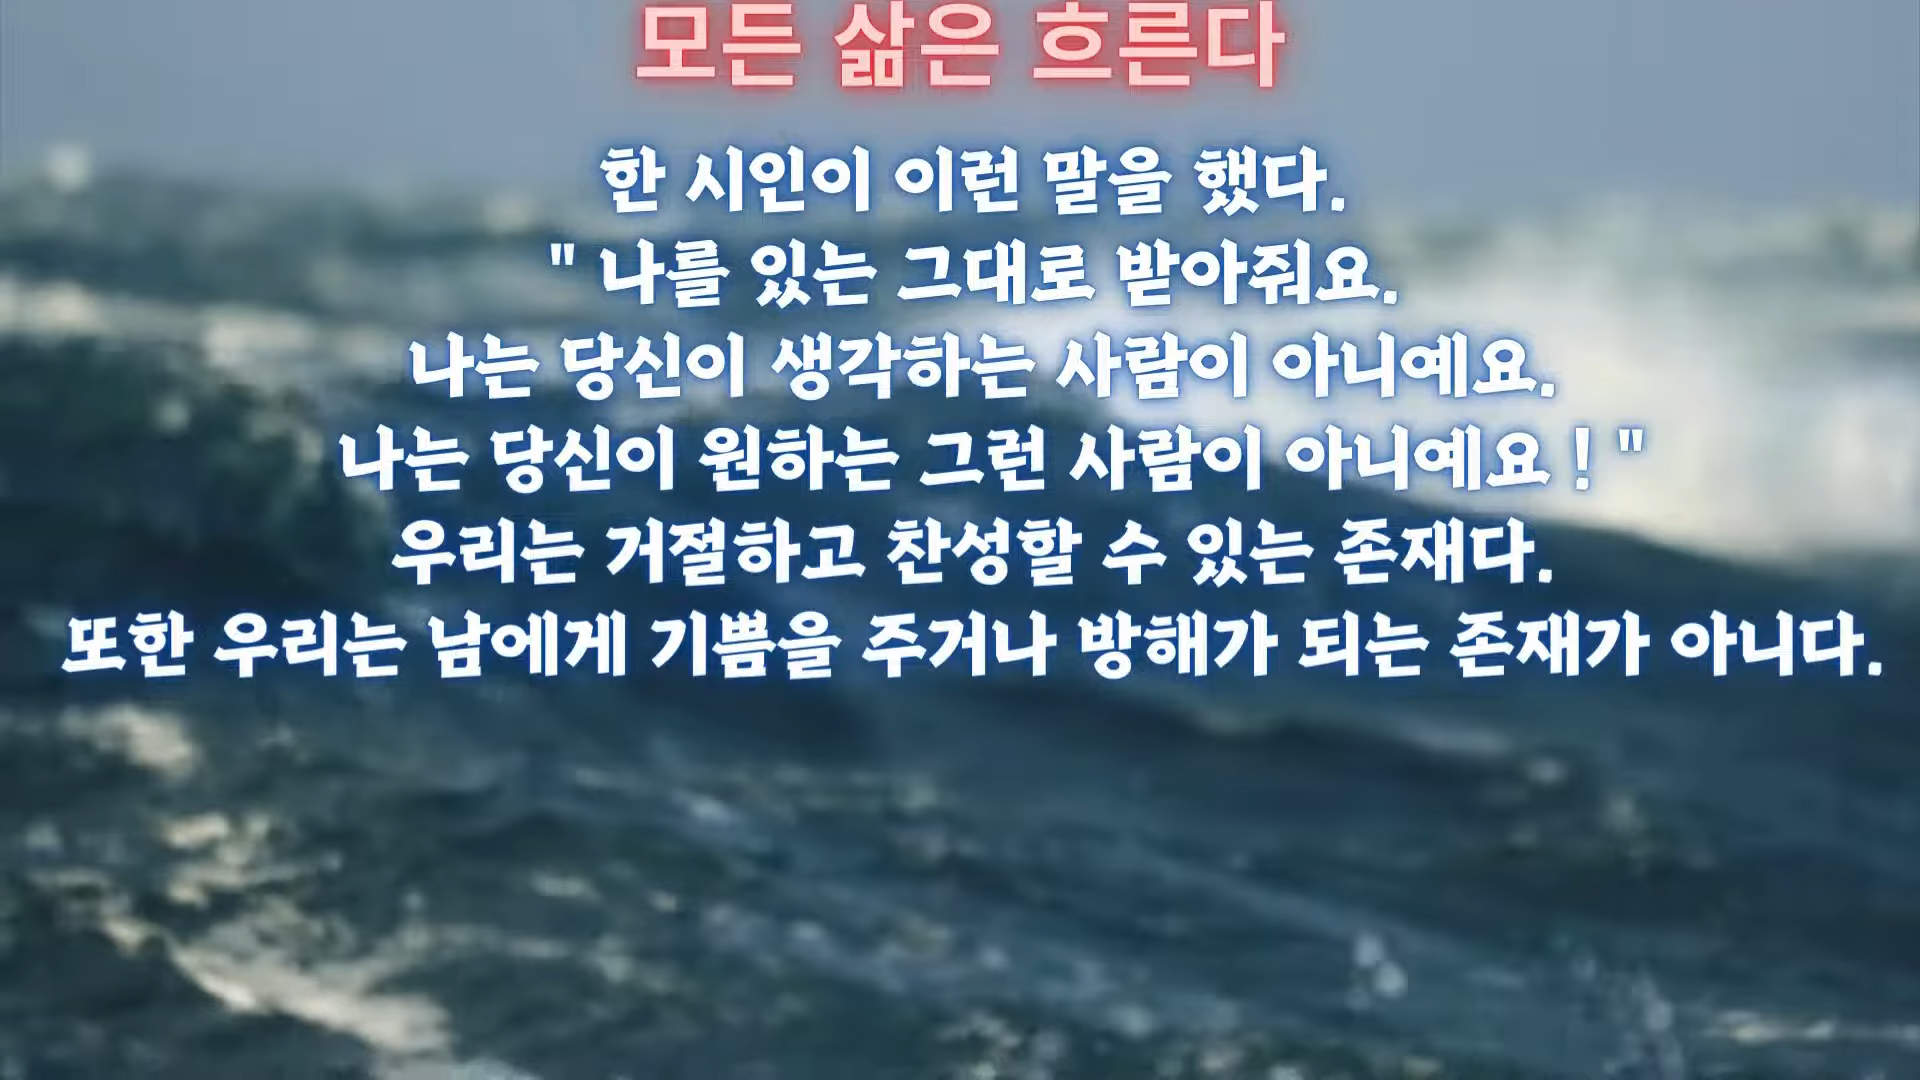 모든 삶은 흐른다
한 시인이 이런 말을 했다.
" 나를 있는 그대로 받아줘요.
나는 당신이 생각하는 사람이 아니예요.
나는 당신이 원하는 그런 사람이 아니예요 ! "
우리는 거절하고 찬성할 수 있는 존재다.
또한 우리는 남에게 기쁨을 주거나 방해가 되는 존재가 아니다.